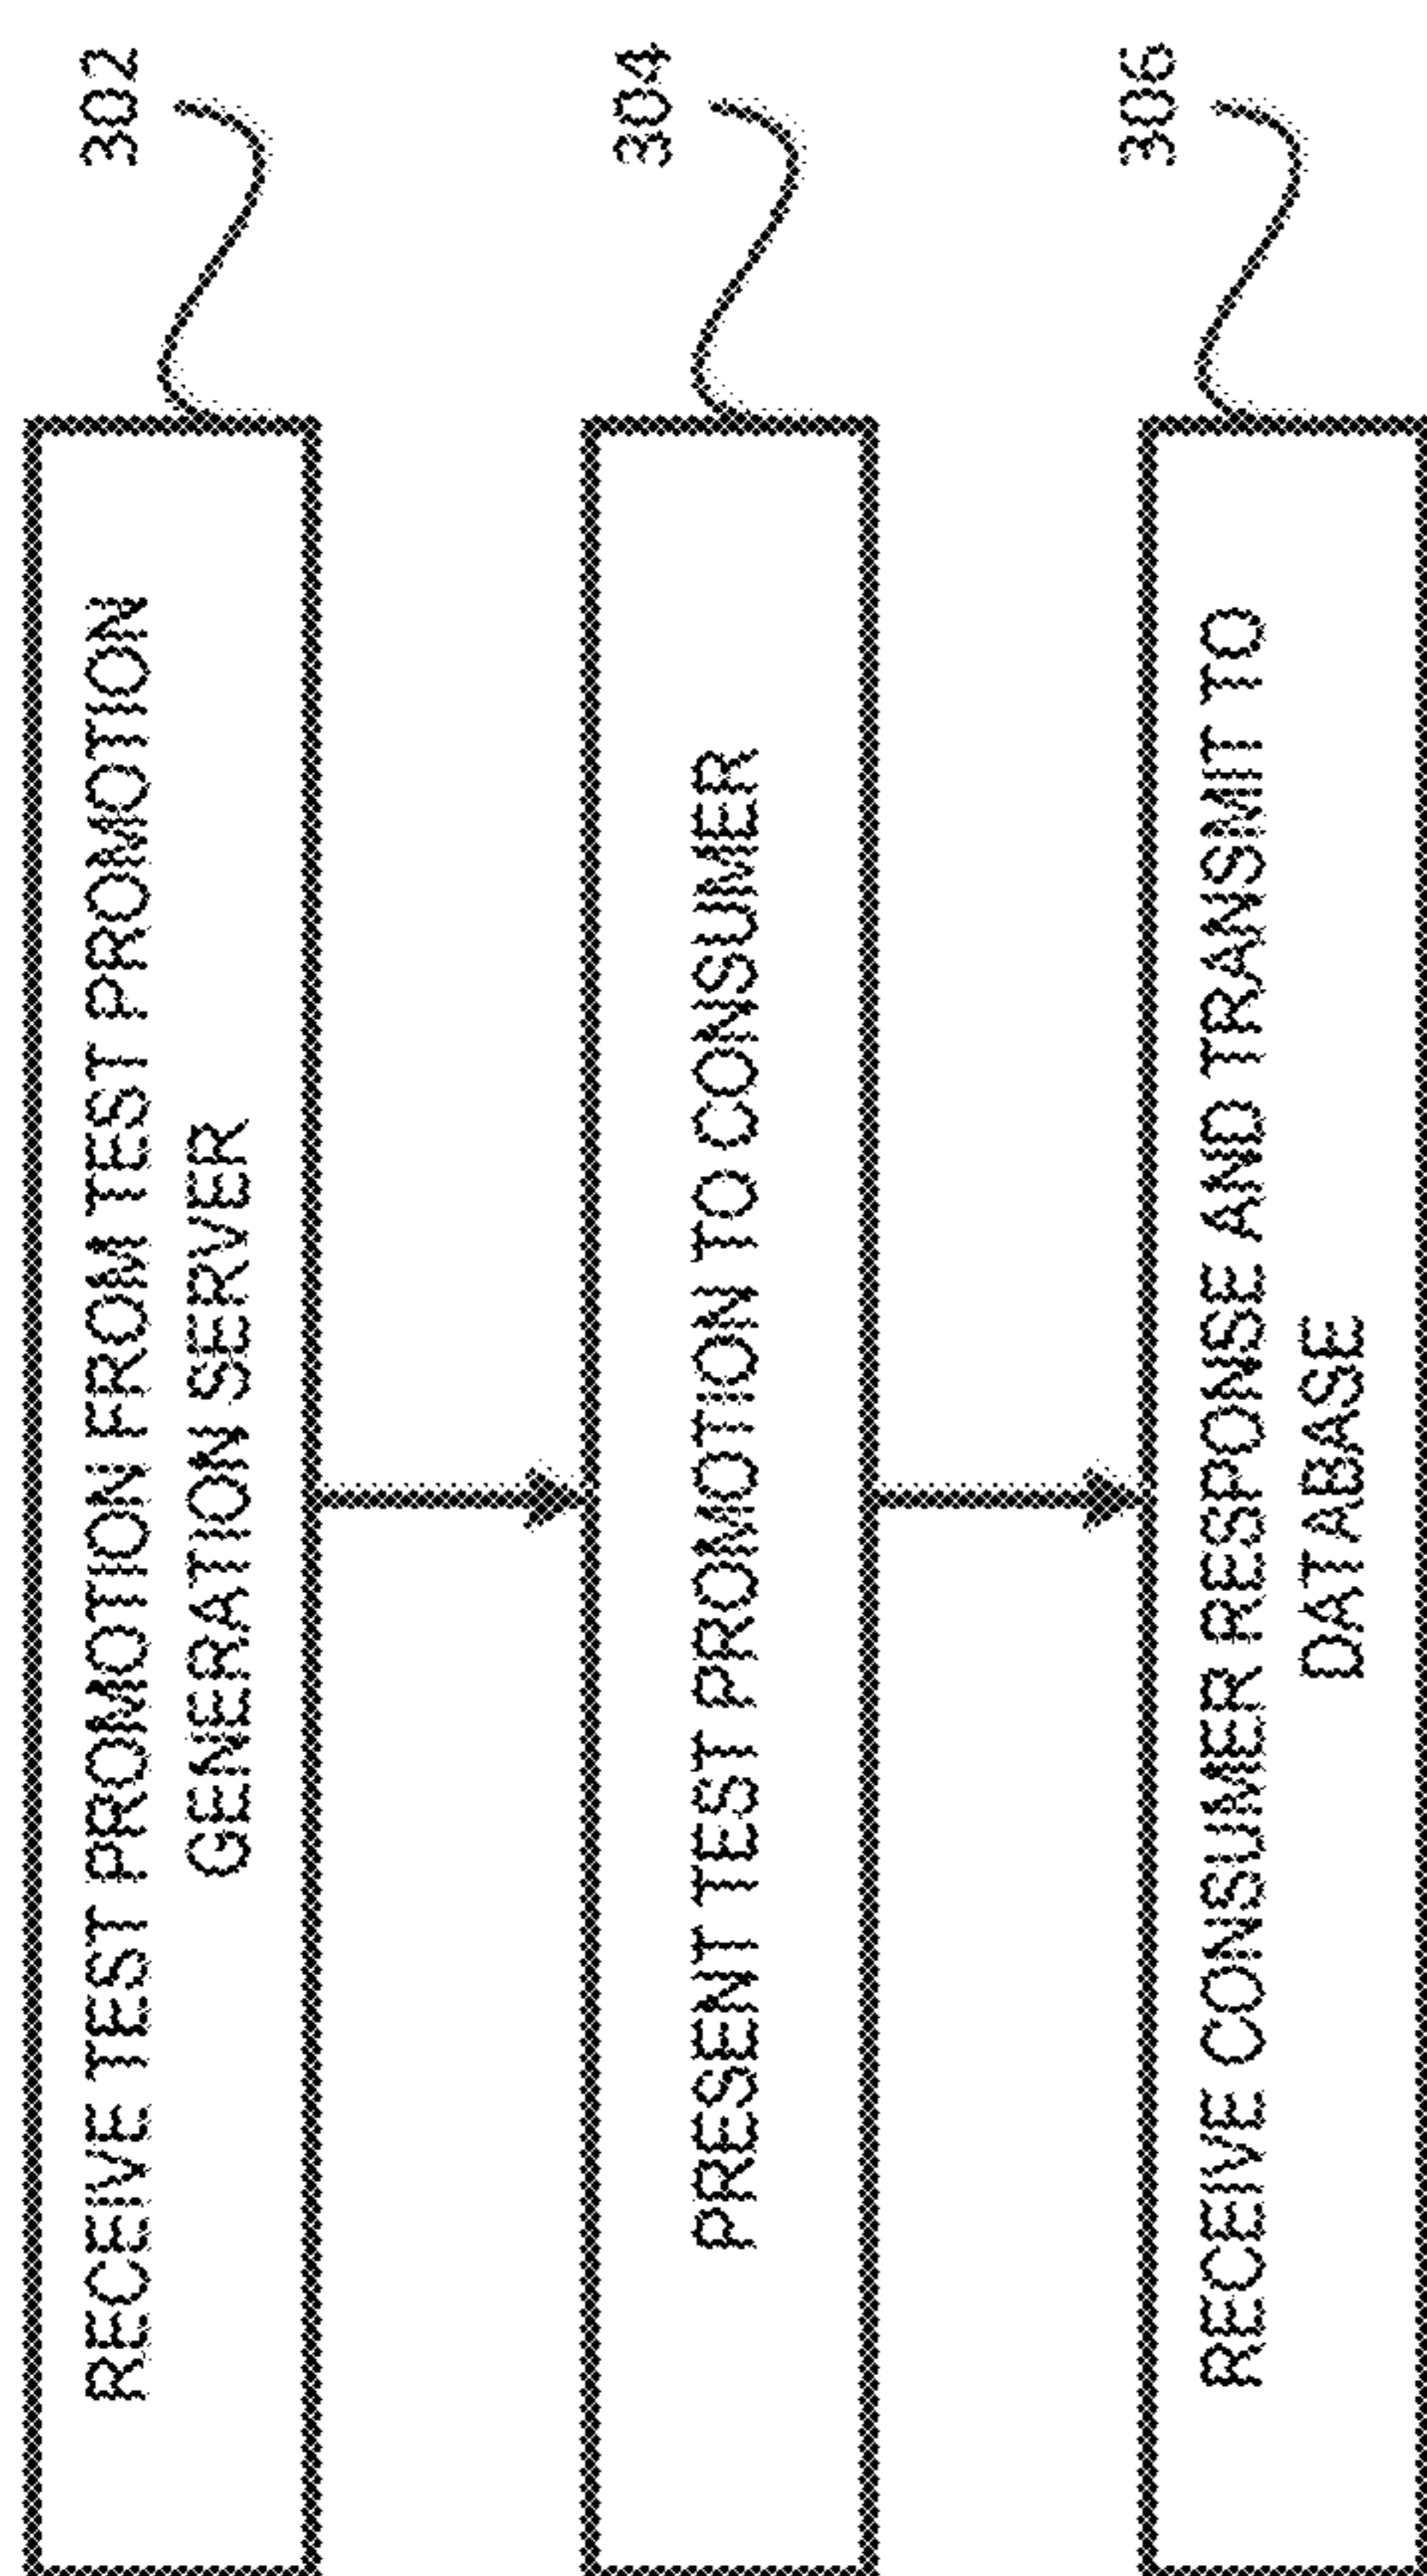 RECEIVE TEST PROMOTION FROM TEST PROMOTION
GENERATION SERVER
302
PRESENT TEST PROMOTION TO CONSUMER
304
RECEIVE CONSUMER RESPONSE AND TRANSMIT TO
DATABASE
306